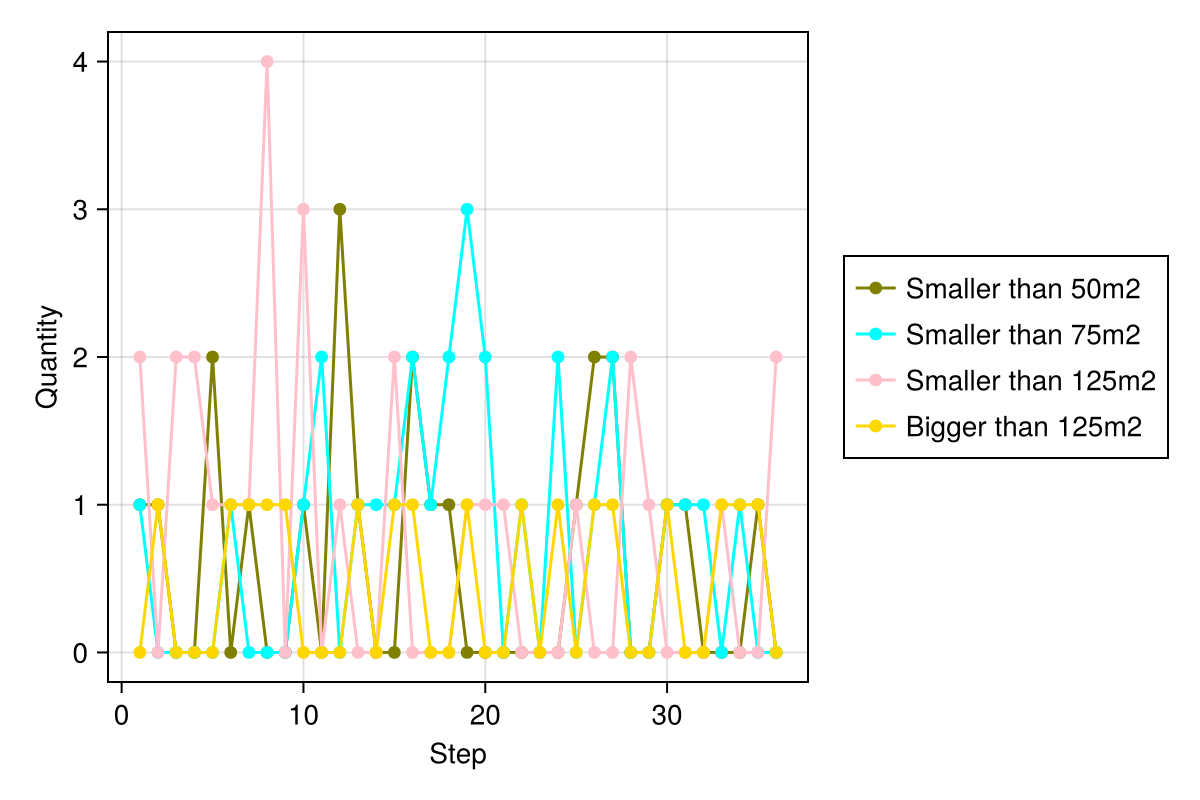 4
3
2
1
0
Quantity
0 10 20 30
Step
Smaller than 50m2
Smaller than 75m2
Smaller than 125m2
Bigger than 125m2